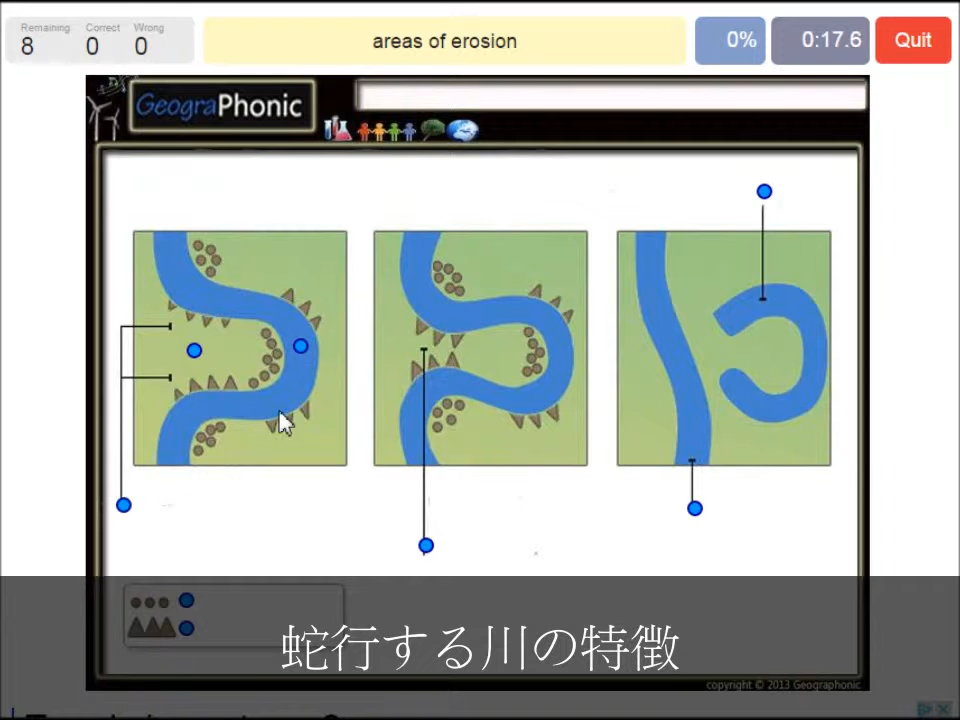 Remaining Correct Wrong
8 0 0
areas of erosion
0%
0:17.6
Quit
GeograPhonic
蛇行する川の特徴
copyright © 2013 Geographonic